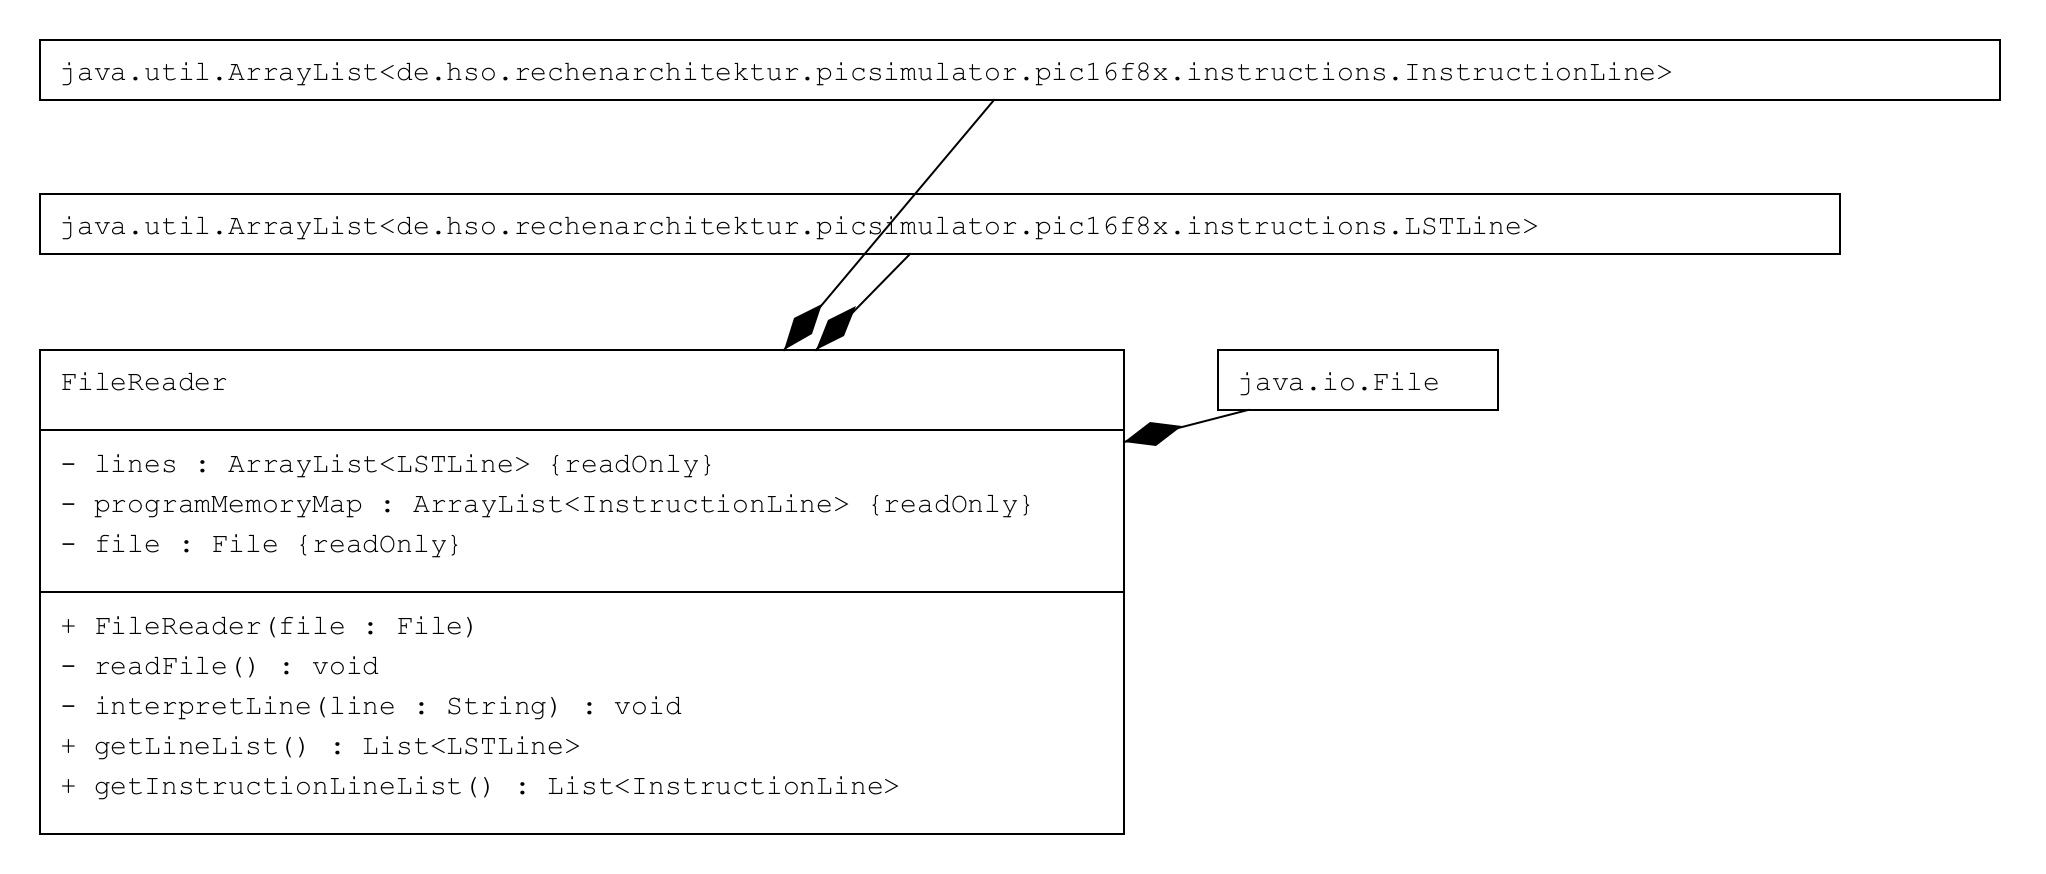 java.util.ArrayList<de.hso.rechenarchitektur.picsimulator.pic16f8x.instructions.InstructionLine>
java.util.ArrayList<de.hso.rechenarchitektur.picsimulator.pic16f8x.instructions.LSTLine>
FileReader
java.io.File
- lines : ArrayList<LSTLine> {readOnly}
- programMemoryMap : ArrayList<InstructionLine> {readOnly}
- file : File {readOnly}
+ FileReader(file : File)
- readFile() : void
- interpretLine(line : String) : void
+ getLineList() : List<LSTLine>
+ getInstructionLineList() : List<InstructionLine>